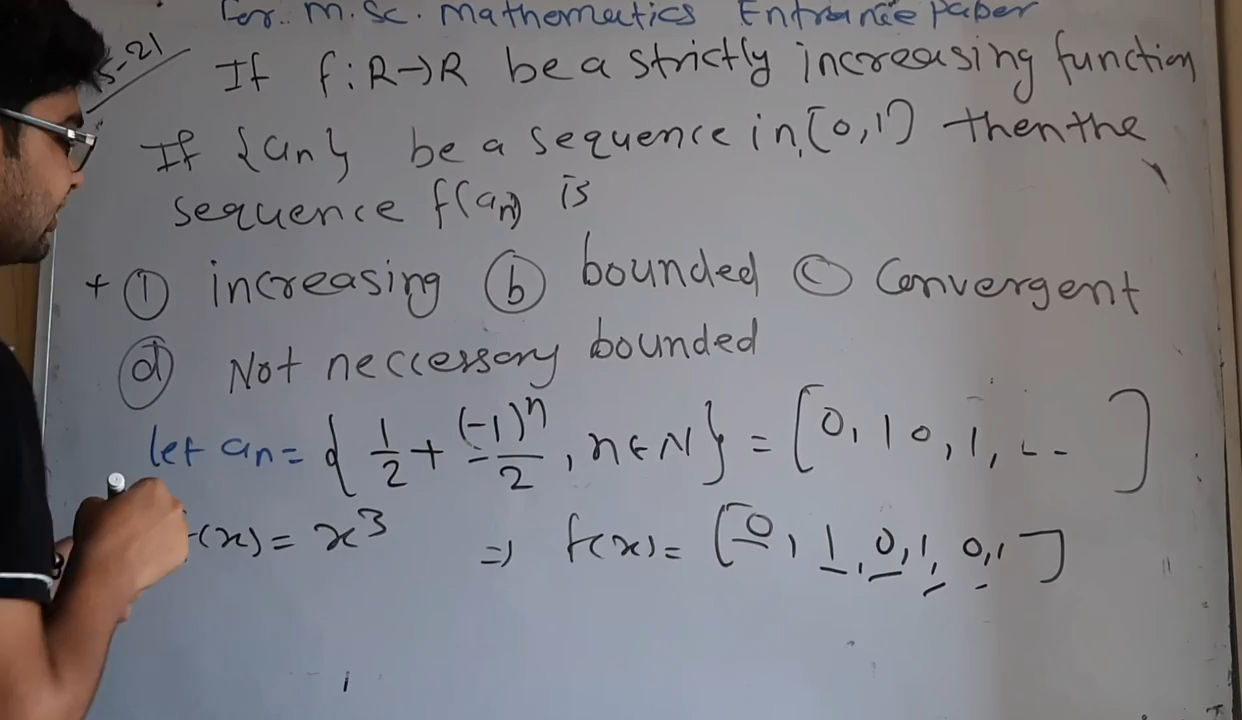 For.. M.Sc. Mathematics Entrance Paper
5-21
If f:R→R be a strictly increasing function
If {an} be a sequence in [0,1] then the
sequence f(an) is
+ ① increasing ⓑ bounded ⓒ Convergent
ⓓ Not neccessary bounded
let an = { 1/2 + (-1)^n/2 , n∈N } = [0, 1 0, 1, -- ]
(x) = x³ ⇒ f(x) = [0, 1, 0, 1, 0, 1 ]